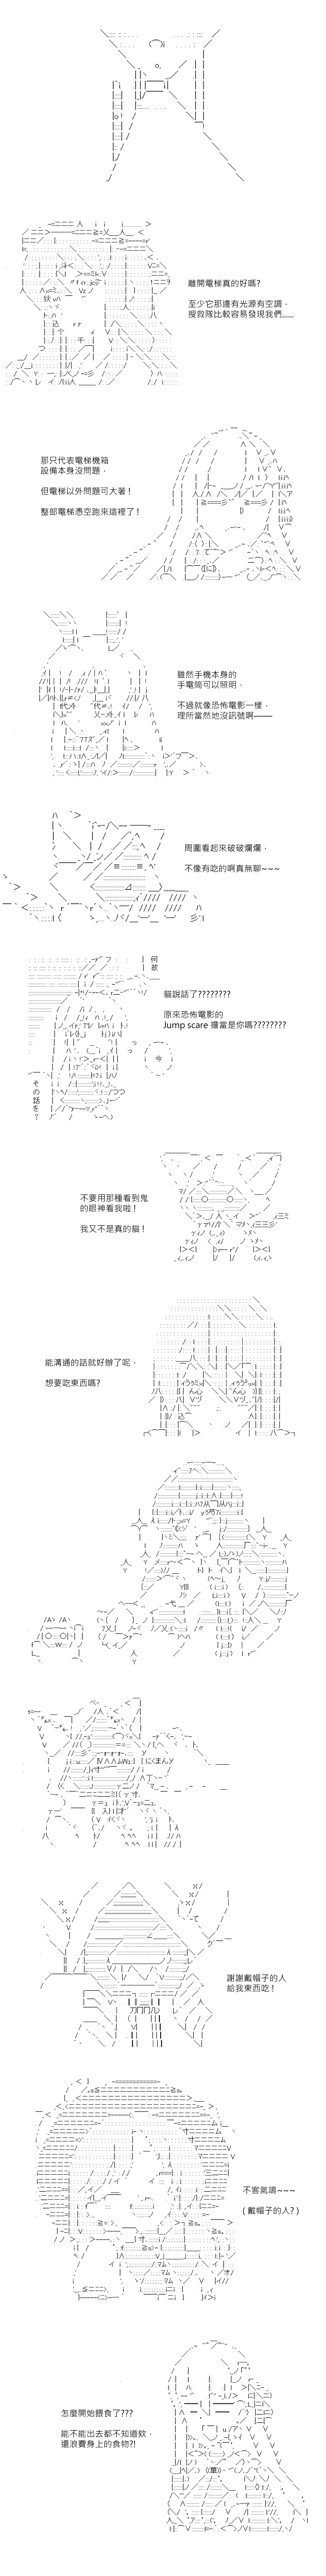 離開電梯真的好嗎?
至少它那邊有光源有空調,
搜救隊比較容易發現我們......
那只代表電梯機箱
設備本身沒問題,
但電梯以外問題可大著!
整部電梯憑空跑來這裡了!
雖然手機本身的
手電筒可以照明,
不過就像恐怖電影一樣,
理所當然地沒訊號啊——
周圍看起來破破爛爛,
不像有吃的啊真無聊~~~
何故
貓說話了????????
原來恐怖電影的
Jump scare 擔當是你嗎????????
今回
それの話を?
不要用那種看到鬼
的眼神看我啦!
我又不是真的貓!
能溝通的話就好辦了呢,
想要吃東西嗎?
謝謝戴帽子的人
給我東西吃!
不客氣唷~~~
( 戴帽子的人? )
怎麼開始餵食了???
能不能出去都不知道欸,
還浪費身上的食物?!